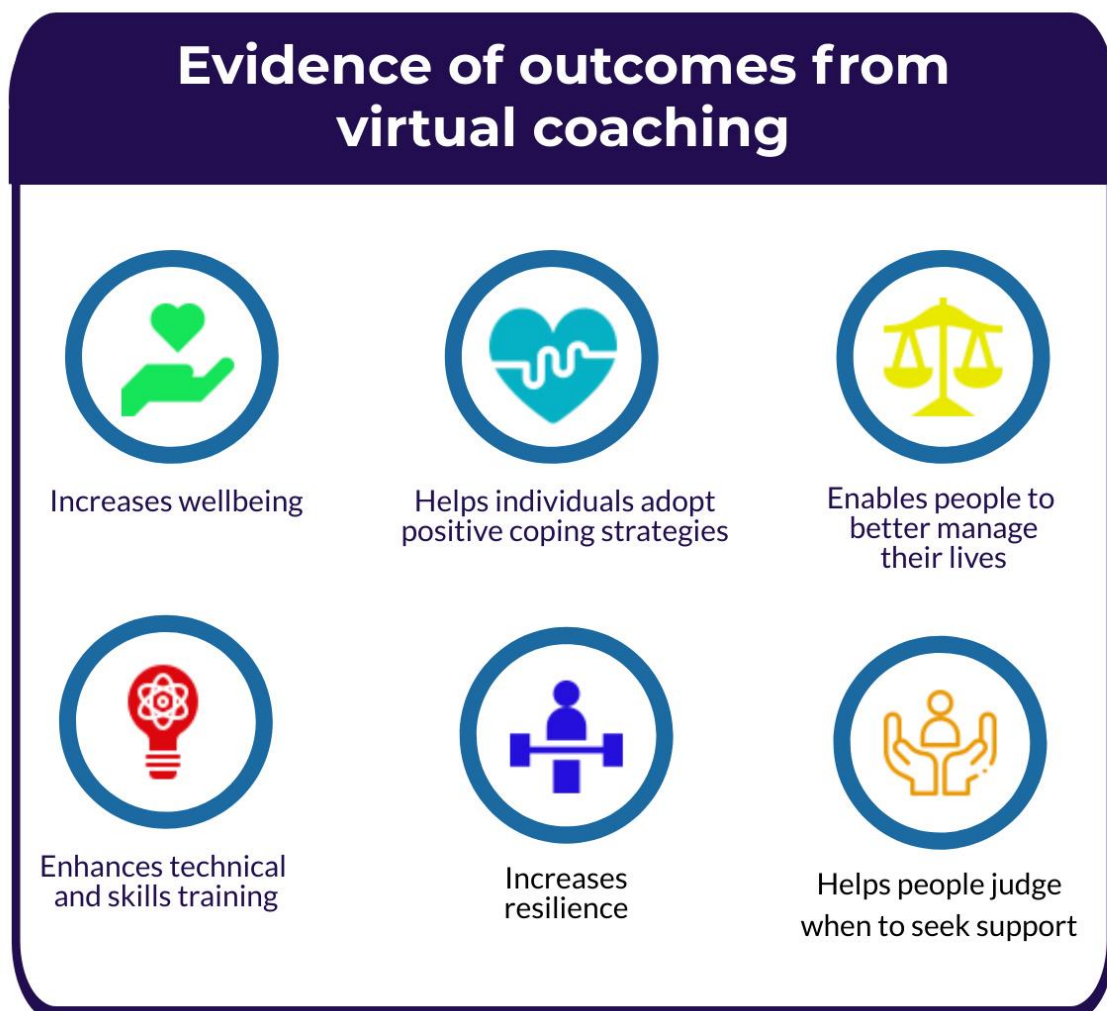 Evidence of outcomes from
virtual coaching
Increases wellbeing
Helps individuals adopt
positive coping strategies
Enables people to
better manage
their lives
Enhances technical
and skills training
Increases
resilience
Helps people judge
when to seek support